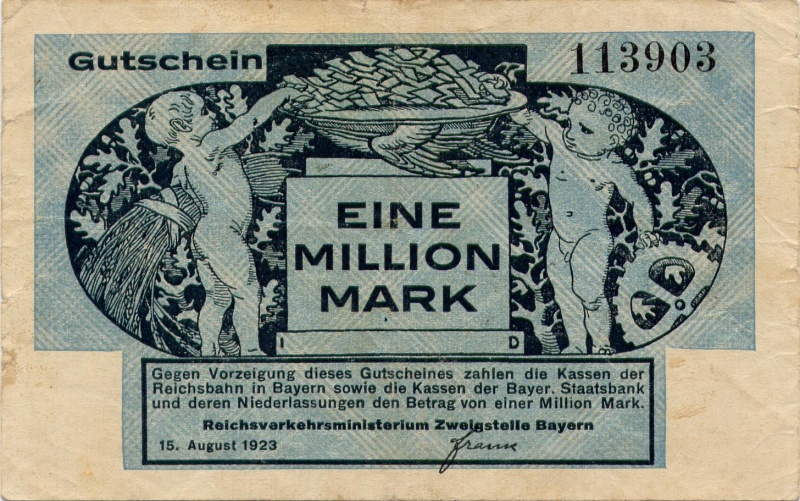 Gutschein
113903
EINE
MILLION
MARK
I D
Gegen Vorzeigung dieses Gutscheines zahlen die Kassen der
Reichsbahn in Bayern sowie die Kassen der Bayer. Staatsbank
und deren Niederlassungen den Betrag von einer Million Mark.
Reichsverkehrsministerium Zweigstelle Bayern
15. August 1923